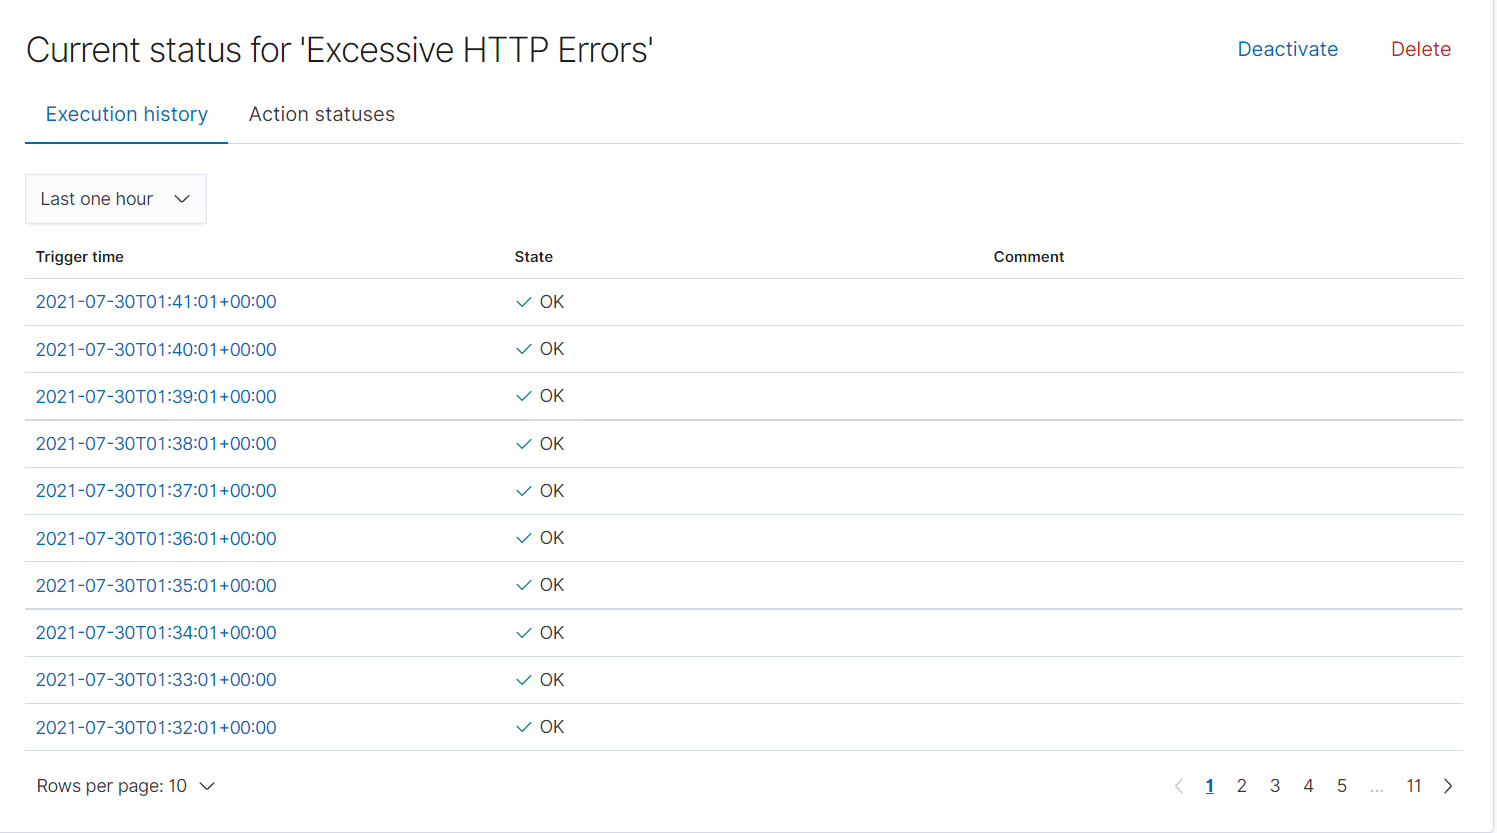 Current status for 'Excessive HTTP Errors'
Deactivate
Delete
Execution history
Action statuses
Last one hour
Trigger time State Comment
2021-07-30T01:41:01+00:00 OK
2021-07-30T01:40:01+00:00 OK
2021-07-30T01:39:01+00:00 OK
2021-07-30T01:38:01+00:00 OK
2021-07-30T01:37:01+00:00 OK
2021-07-30T01:36:01+00:00 OK
2021-07-30T01:35:01+00:00 OK
2021-07-30T01:34:01+00:00 OK
2021-07-30T01:33:01+00:00 OK
2021-07-30T01:32:01+00:00 OK
Rows per page: 10
1 2 3 4 5 ... 11